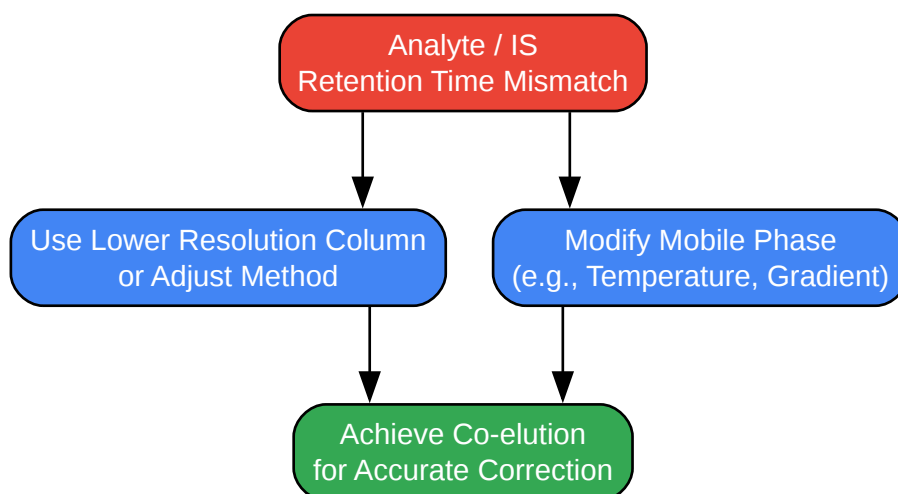 Analyte / IS
Retention Time Mismatch
Use Lower Resolution Column
or Adjust Method
Modify Mobile Phase
(e.g., Temperature, Gradient)
Achieve Co-elution
for Accurate Correction